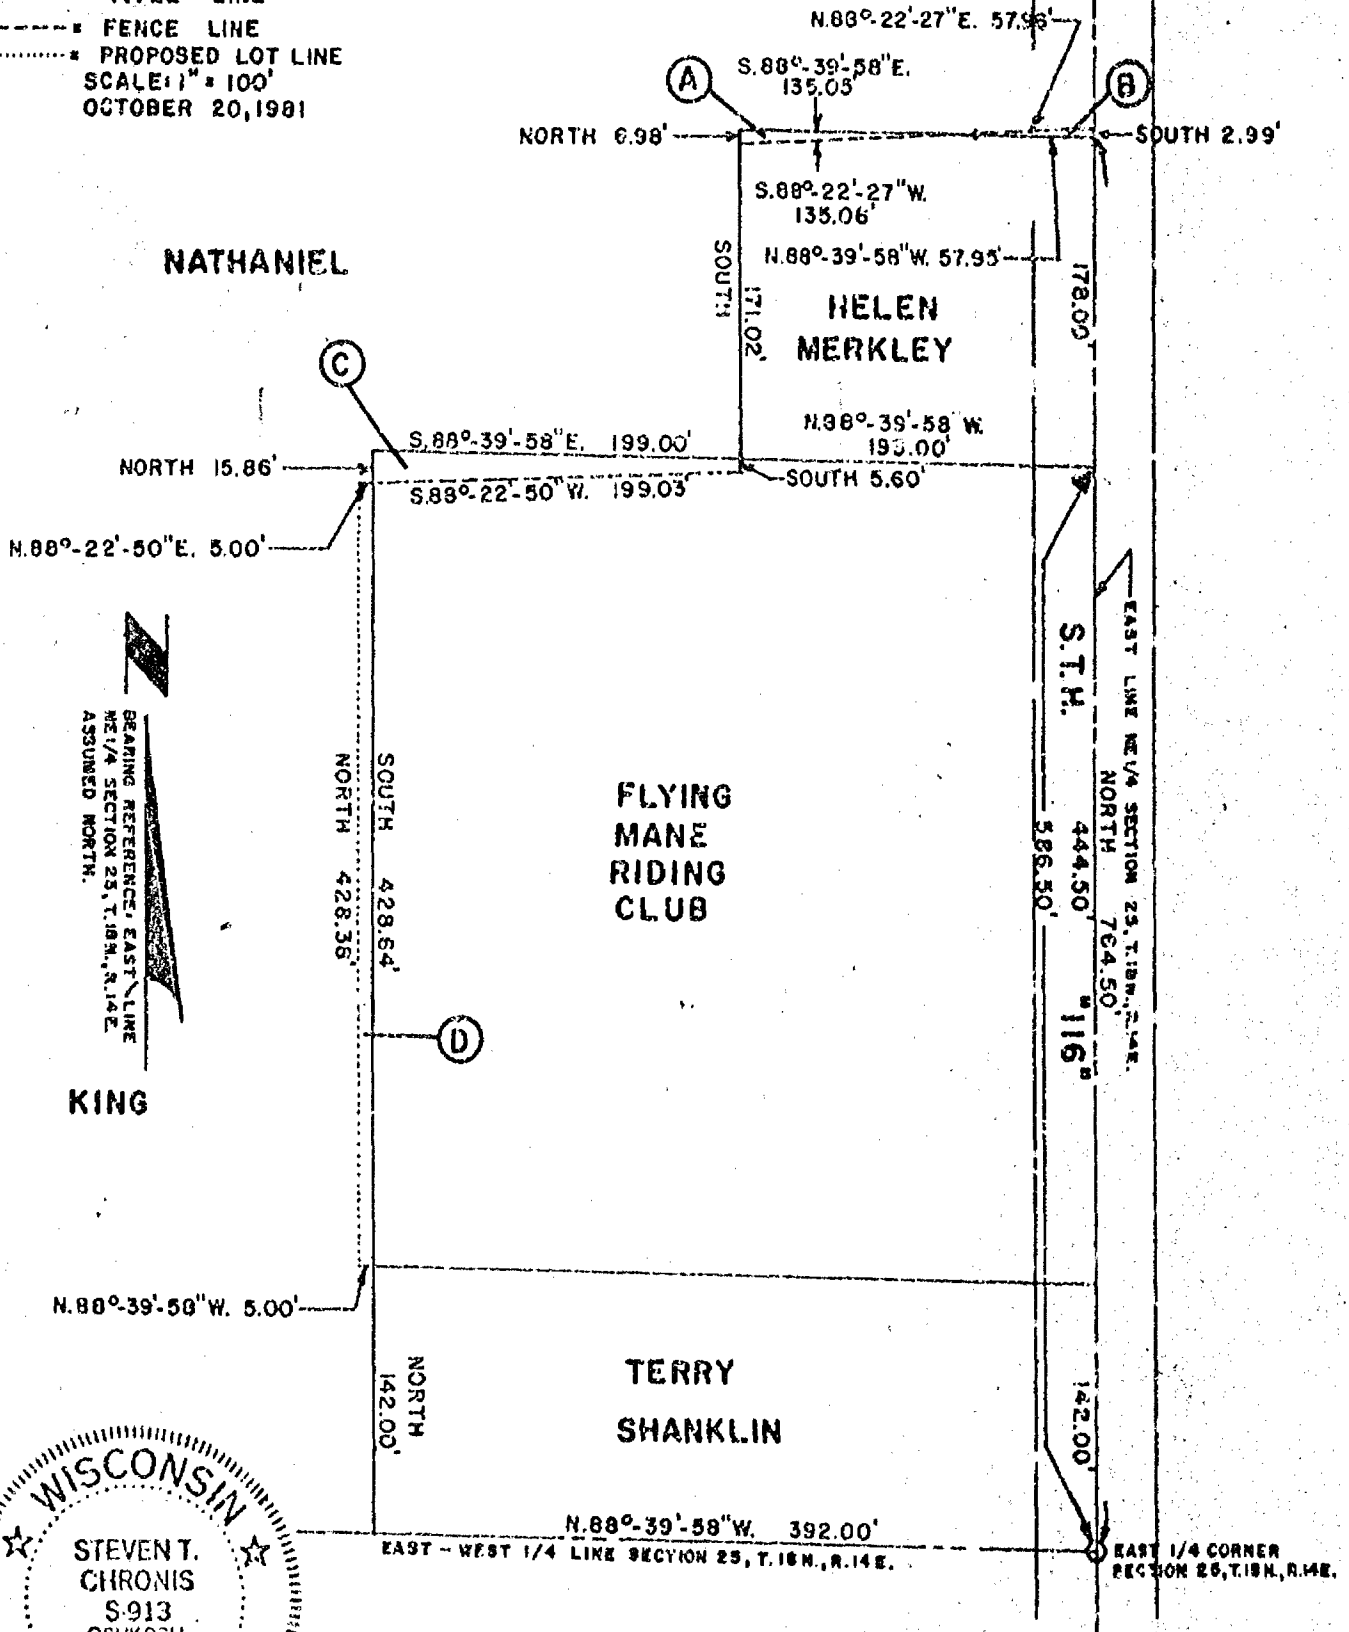 FENCE LINE
PROPOSED LOT LINE
SCALE: 1" = 100'
OCTOBER 20, 1981
N.88°-22'-27"E. 57.96'
A
S.88°-39'-58"E.
135.05'
B
NORTH 6.98'
SOUTH 2.99'
S.88°-22'-27"W.
135.06'
N.88°-39'-58"W. 57.95'
NATHANIEL
SOUTH
171.02'
178.00'
HELEN
MERKLEY
C
S.88°-39'-58"E. 199.00'
N.88°-39'-58"W.
193.00'
NORTH 15.86'
S.88°-22'-50"W. 199.03'
SOUTH 5.60'
N.88°-22'-50"E. 5.00'
BEARING REFERENCE: EAST LINE
NE 1/4 SECTION 25, T.18N., R.14E.
ASSUMED NORTH.
NORTH 428.36'
SOUTH 428.64'
FLYING
MANE
RIDING
CLUB
S.T.H. "116"
444.50'
586.50'
NORTH 764.50'
EAST LINE NE 1/4 SECTION 25, T.18N., R.14E.
D
KING
N.88°-39'-58"W. 5.00'
NORTH
142.00'
TERRY
SHANKLIN
142.00'
N.88°-39'-58"W. 392.00'
EAST - WEST 1/4 LINE SECTION 25, T.18N., R.14E.
EAST 1/4 CORNER
SECTION 25, T.18N., R.14E.
WISCONSIN
STEVEN T.
CHRONIS
S-913